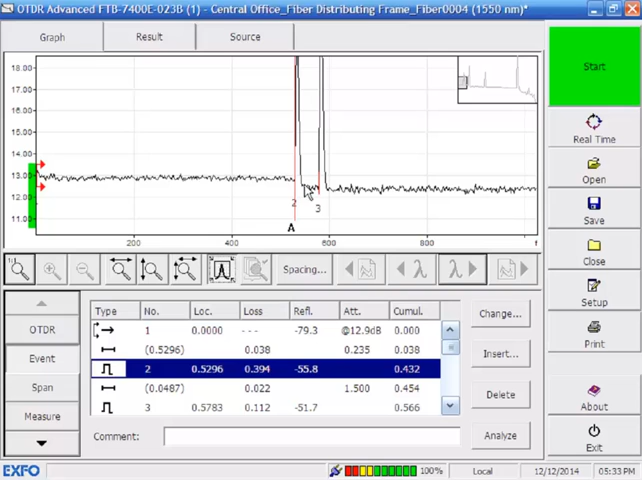 OTDR Advanced FTB-7400E-023B (1) - Central Office_Fiber Distributing Frame_Fiber0004 (1550 nm)*
Graph Result Source
18.00
17.00
16.00
15.00
14.00
13.00
12.00
11.00
2
3
A
200 400 600 800
Start
Real Time
Open
Save
Close
Setup
Print
About
Exit
Spacing...
OTDR
Event
Span
Measure
Type No. Loc. Loss Refl. Att. Cumul.
1 0.0000 --- -79.3 @12.9dB 0.000
(0.5296) 0.038 0.235 0.038
2 0.5296 0.394 -55.8 0.432
(0.0487) 0.022 1.500 0.454
3 0.5783 0.112 -51.7 0.566
Change...
Insert...
Delete
Analyze
Comment:
EXFO 100% Local 12/12/2014 05:33 PM